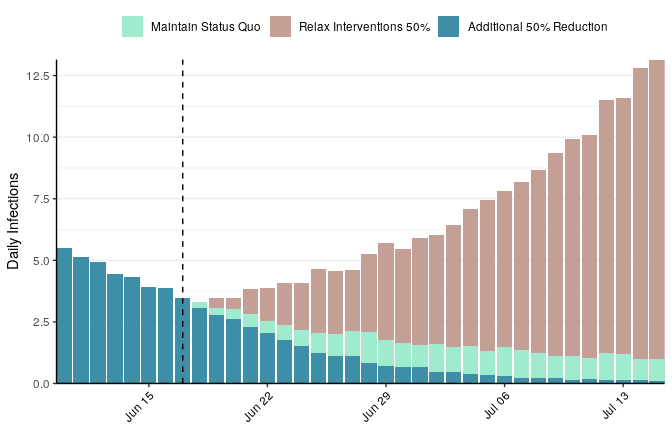 Maintain Status Quo Relax Interventions 50% Additional 50% Reduction
Daily Infections
12.5
10.0
7.5
5.0
2.5
0.0
Jun 15 Jun 22 Jun 29 Jul 06 Jul 13